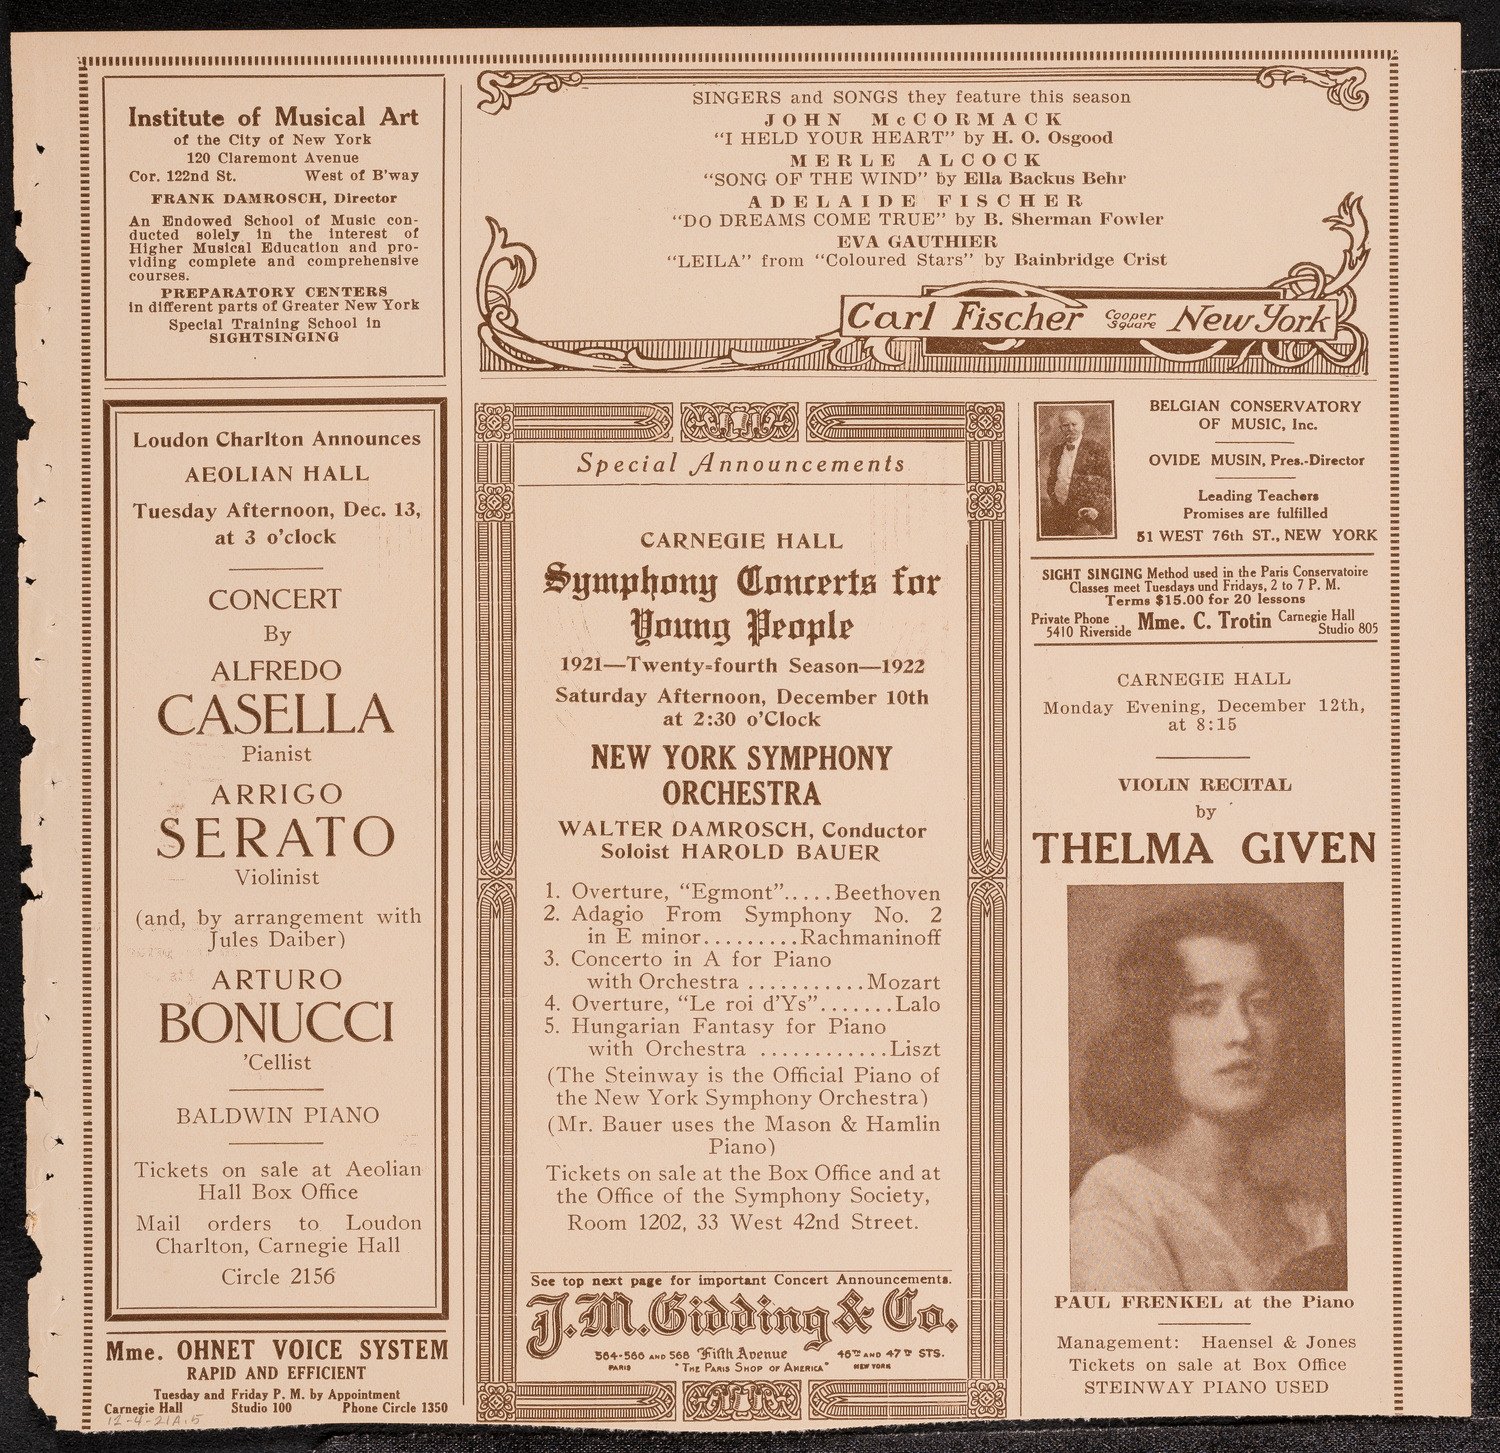 Institute of Musical Art
of the City of New York
120 Claremont Avenue
Cor. 122nd St. West of B'way
FRANK DAMROSCH, Director
An Endowed School of Music con-
ducted solely in the interest of
Higher Musical Education and pro-
viding complete and comprehensive
courses.
PREPARATORY CENTERS
in different parts of Greater New York
Special Training School in
SIGHTSINGING
SINGERS and SONGS they feature this season
JOHN McCORMACK
“I HELD YOUR HEART” by H. O. Osgood
MERLE ALCOCK
“SONG OF THE WIND” by Ella Backus Behr
ADELAIDE FISCHER
“DO DREAMS COME TRUE” by B. Sherman Fowler
EVA GAUTHIER
“LEILA” from “Coloured Stars” by Bainbridge Crist
Carl Fischer Cooper Square New York
Loudon Charlton Announces
AEOLIAN HALL
Tuesday Afternoon, Dec. 13,
at 3 o'clock
CONCERT
By
ALFREDO
CASELLA
Pianist
ARRIGO
SERATO
Violinist
(and, by arrangement with
Jules Daiber)
ARTURO
BONUCCI
'Cellist
BALDWIN PIANO
Tickets on sale at Aeolian
Hall Box Office
Mail orders to Loudon
Charlton, Carnegie Hall
Circle 2156
Mme. OHNET VOICE SYSTEM
RAPID AND EFFICIENT
Tuesday and Friday P. M. by Appointment
Carnegie Hall Studio 100 Phone Circle 1350
12-4-21A.5
Special Announcements
CARNEGIE HALL
Symphony Concerts for
Young People
1921—Twenty-fourth Season—1922
Saturday Afternoon, December 10th
at 2:30 o'Clock
NEW YORK SYMPHONY
ORCHESTRA
WALTER DAMROSCH, Conductor
Soloist HAROLD BAUER
1. Overture, “Egmont”.....Beethoven
2. Adagio From Symphony No. 2
in E minor.........Rachmaninoff
3. Concerto in A for Piano
with Orchestra ...........Mozart
4. Overture, “Le roi d'Ys”.......Lalo
5. Hungarian Fantasy for Piano
with Orchestra ............Liszt
(The Steinway is the Official Piano of
the New York Symphony Orchestra)
(Mr. Bauer uses the Mason & Hamlin
Piano)
Tickets on sale at the Box Office and at
the Office of the Symphony Society,
Room 1202, 33 West 42nd Street.
See top next page for important Concert Announcements.
J. M. Gidding & Co.
564-566 AND 568 Fifth Avenue 46TH AND 47TH STS.
PARIS “THE PARIS SHOP OF AMERICA” NEW YORK
BELGIAN CONSERVATORY
OF MUSIC, Inc.
OVIDE MUSIN, Pres.-Director
Leading Teachers
Promises are fulfilled
51 WEST 76th ST., NEW YORK
SIGHT SINGING Method used in the Paris Conservatoire
Classes meet Tuesdays und Fridays, 2 to 7 P. M.
Terms $15.00 for 20 lessons
Private Phone
5410 Riverside Mme. C. Trotin Carnegie Hall
Studio 805
CARNEGIE HALL
Monday Evening, December 12th,
at 8:15
VIOLIN RECITAL
by
THELMA GIVEN
PAUL FRENKEL at the Piano
Management: Haensel & Jones
Tickets on sale at Box Office
STEINWAY PIANO USED